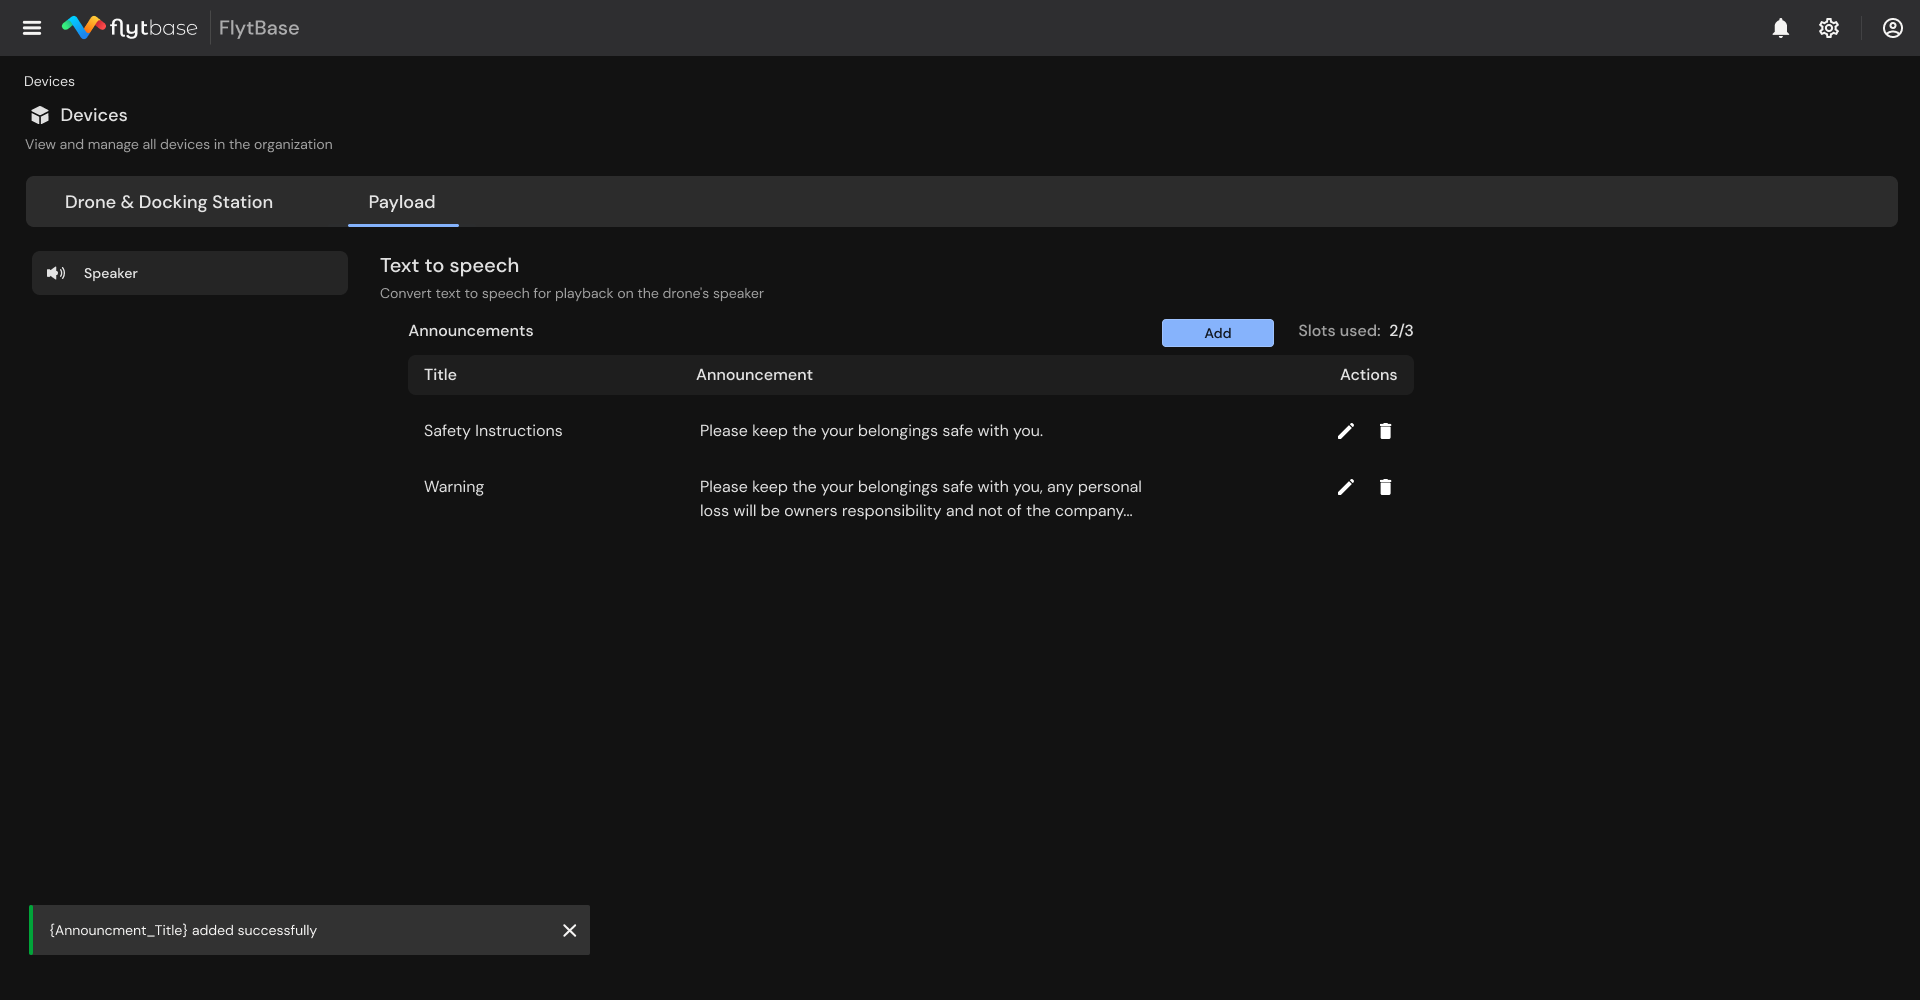 flytbase FlytBase
Devices
Devices
View and manage all devices in the organization
Drone & Docking Station Payload
Speaker
Text to speech
Convert text to speech for playback on the drone's speaker
Announcements Add Slots used: 2/3
Title Announcement Actions
Safety Instructions Please keep the your belongings safe with you.
Warning Please keep the your belongings safe with you, any personal
loss will be owners responsibility and not of the company...
{Announcment_Title} added successfully